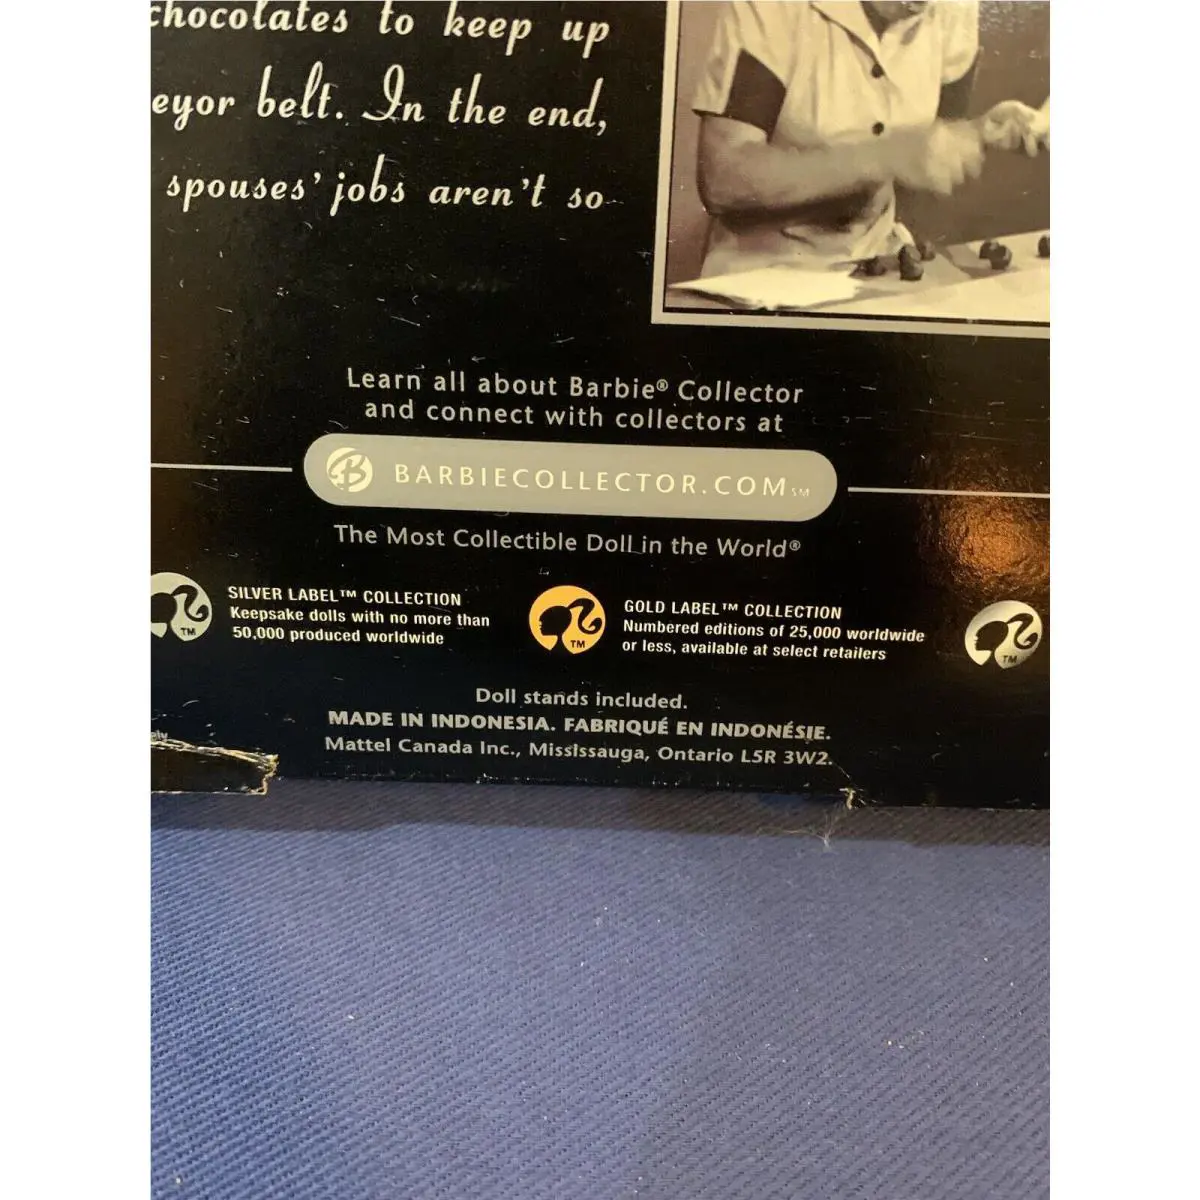 chocolates to keep up
eyor belt. In the end,
spouses' jobs aren't so
Learn all about Barbie® Collector
and connect with collectors at
B BARBIECOLLECTOR.COM SM
The Most Collectible Doll in the World®
SILVER LABEL™ COLLECTION
Keepsake dolls with no more than
50,000 produced worldwide
TM
GOLD LABEL™ COLLECTION
Numbered editions of 25,000 worldwide
or less, available at select retailers
TM
TM
Doll stands included.
MADE IN INDONESIA. FABRIQUÉ EN INDONÉSIE.
Mattel Canada Inc., Mississauga, Ontario L5R 3W2.